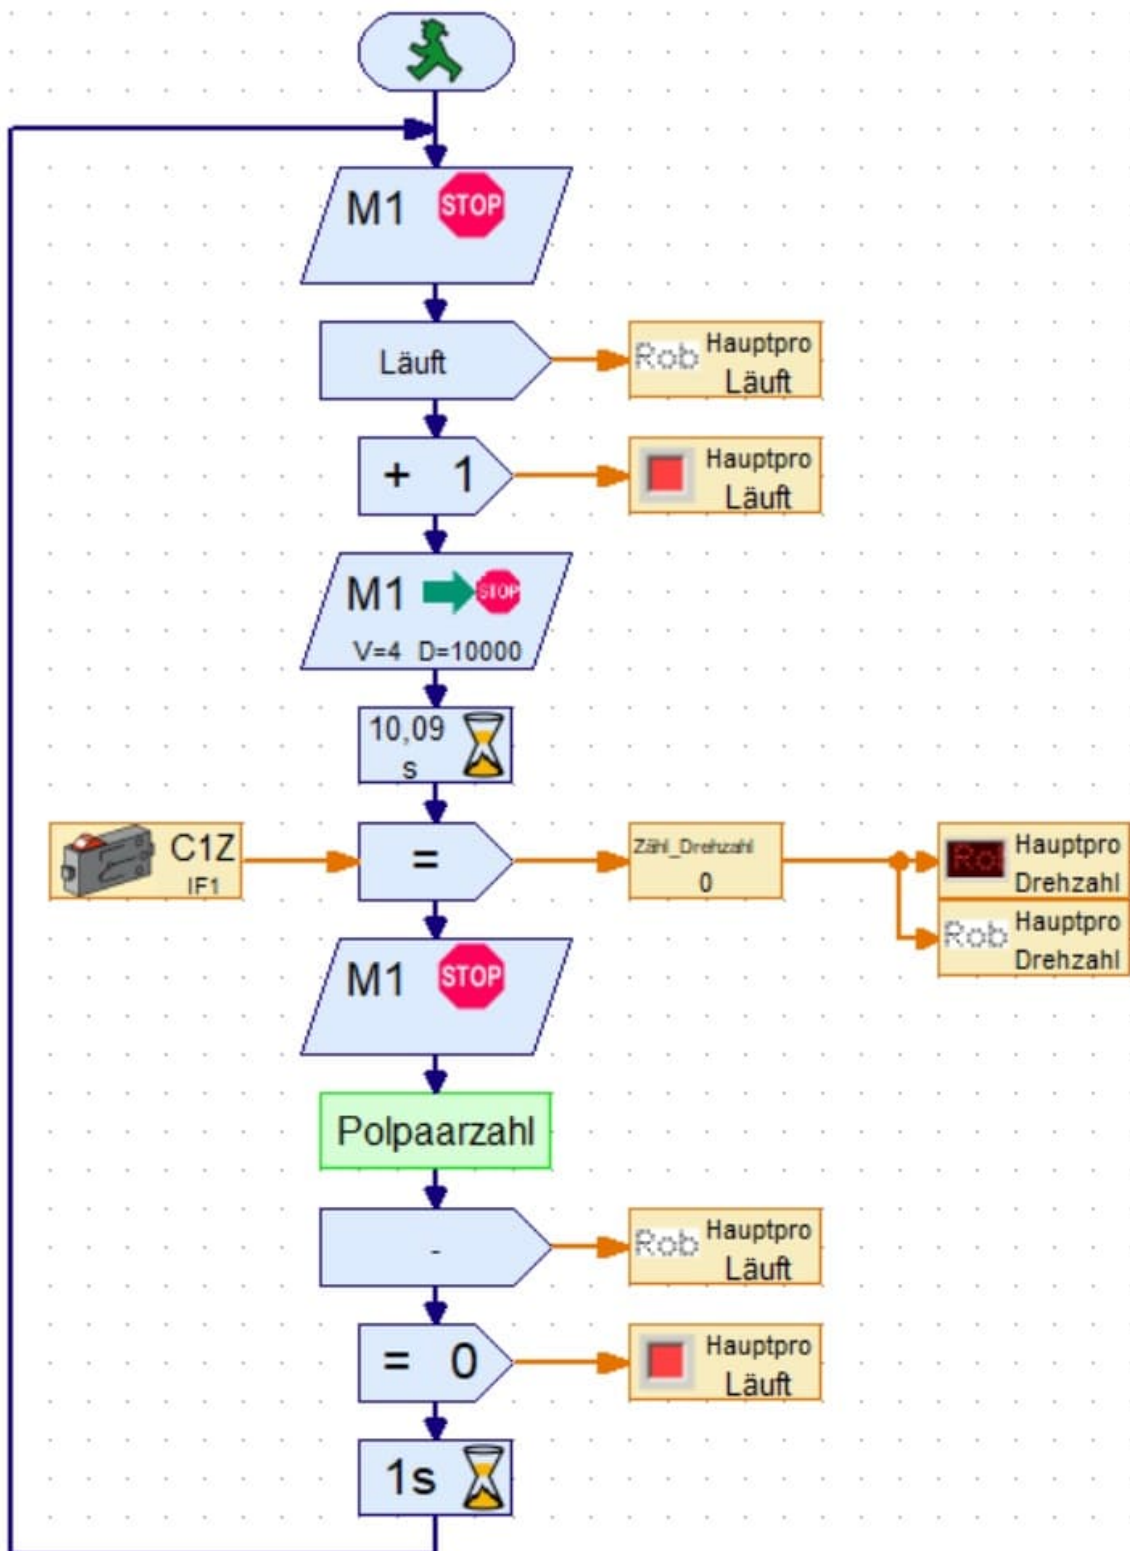 M1 STOP
Läuft
Rob Hauptpro
Läuft
+ 1
Hauptpro
Läuft
M1 STOP
V=4 D=10000
10,09
s
C1Z
IF1
=
Zähl_Drehzahl
0
Hauptpro
Drehzahl
Rob Hauptpro
Drehzahl
M1 STOP
Polpaarzahl
-
Rob Hauptpro
Läuft
= 0
Hauptpro
Läuft
1s